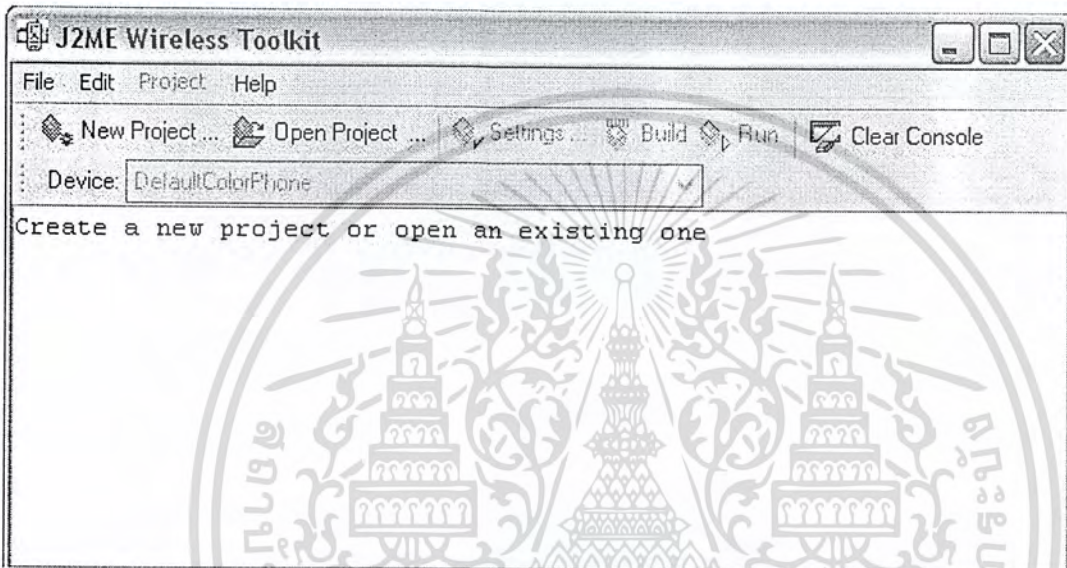 J2ME Wireless Toolkit
File Edit Project Help
New Project ... Open Project ... Settings ... Build Run Clear Console
Device: DefaultColorPhone
Create a new project or open an existing one